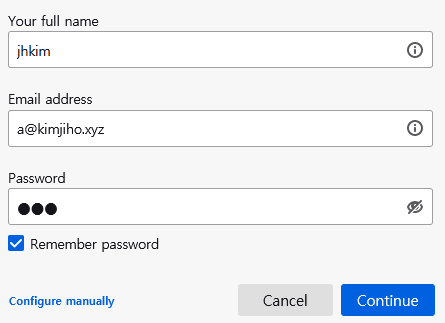 Your full name
jhkim
Email address
a@kimjiho.xyz
Password
●●●
Remember password
Configure manually
Cancel
Continue